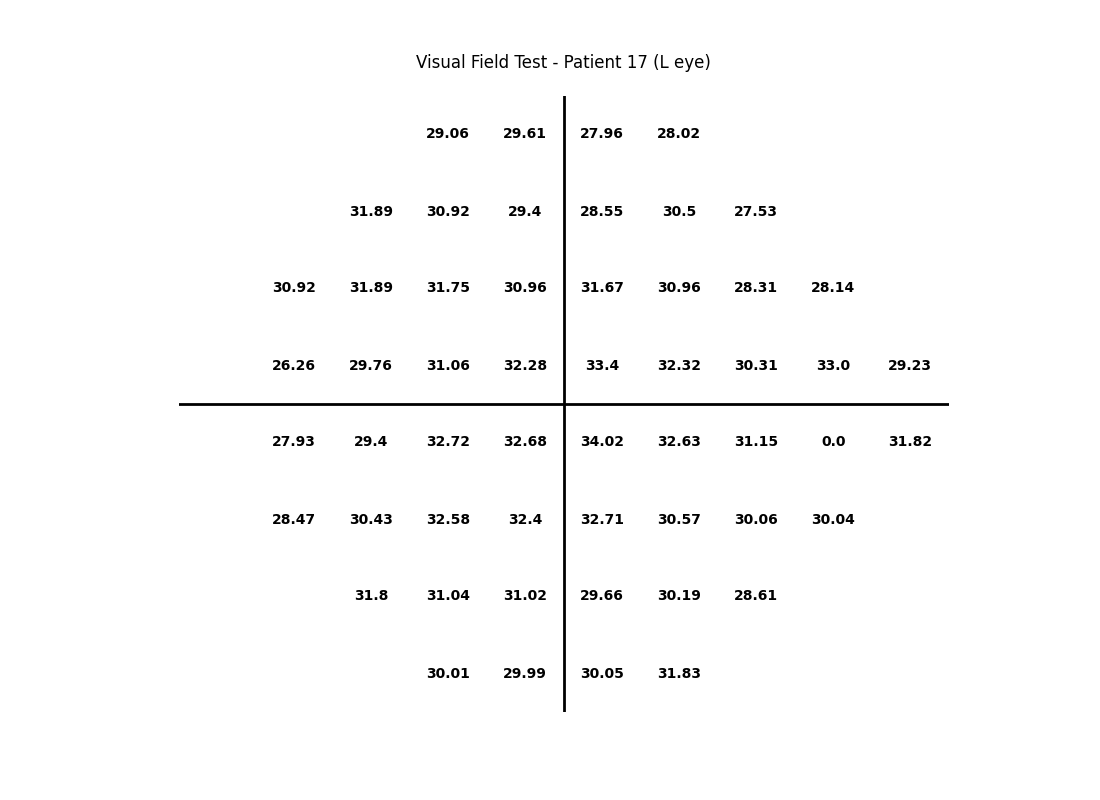 Visual Field Test - Patient 17 (L eye)
29.06 29.61 27.96 28.02
31.89 30.92 29.4 28.55 30.5 27.53
30.92 31.89 31.75 30.96 31.67 30.96 28.31 28.14
26.26 29.76 31.06 32.28 33.4 32.32 30.31 33.0 29.23
27.93 29.4 32.72 32.68 34.02 32.63 31.15 0.0 31.82
28.47 30.43 32.58 32.4 32.71 30.57 30.06 30.04
31.8 31.04 31.02 29.66 30.19 28.61
30.01 29.99 30.05 31.83